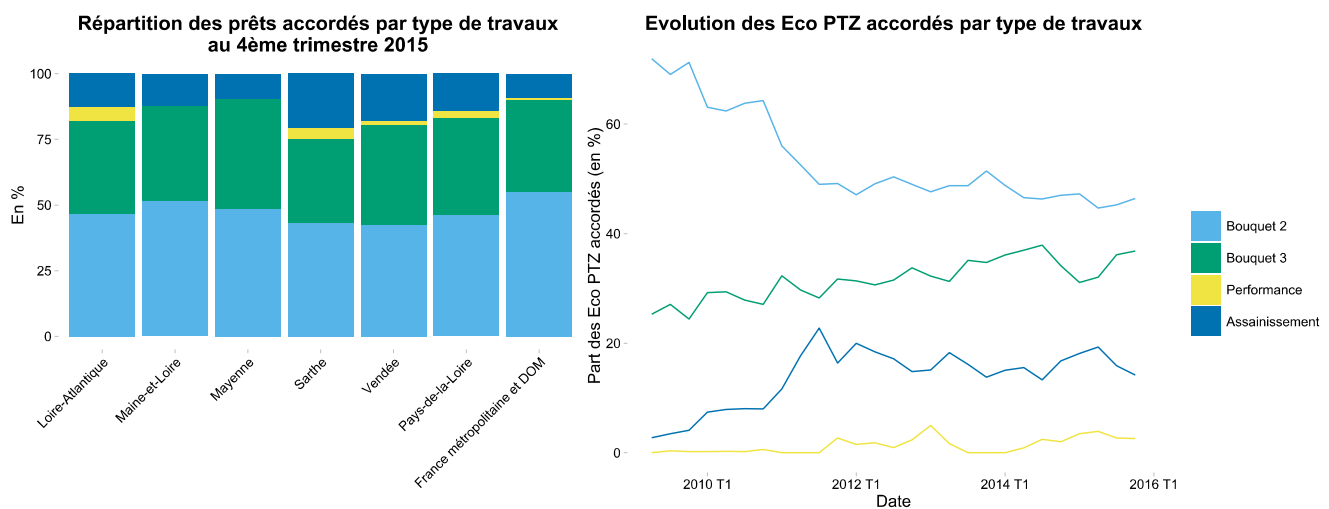 Répartition des prêts accordés par type de travaux
au 4ème trimestre 2015
En %
100
75
50
25
0
Loire-Atlantique
Maine-et-Loire
Mayenne
Sarthe
Vendée
Pays-de-la-Loire
France métropolitaine et DOM
Evolution des Eco PTZ accordés par type de travaux
Part des Eco PTZ accordés (en %)
60
40
20
0
2010 T1
2012 T1
2014 T1
2016 T1
Date
Bouquet 2
Bouquet 3
Performance
Assainissement